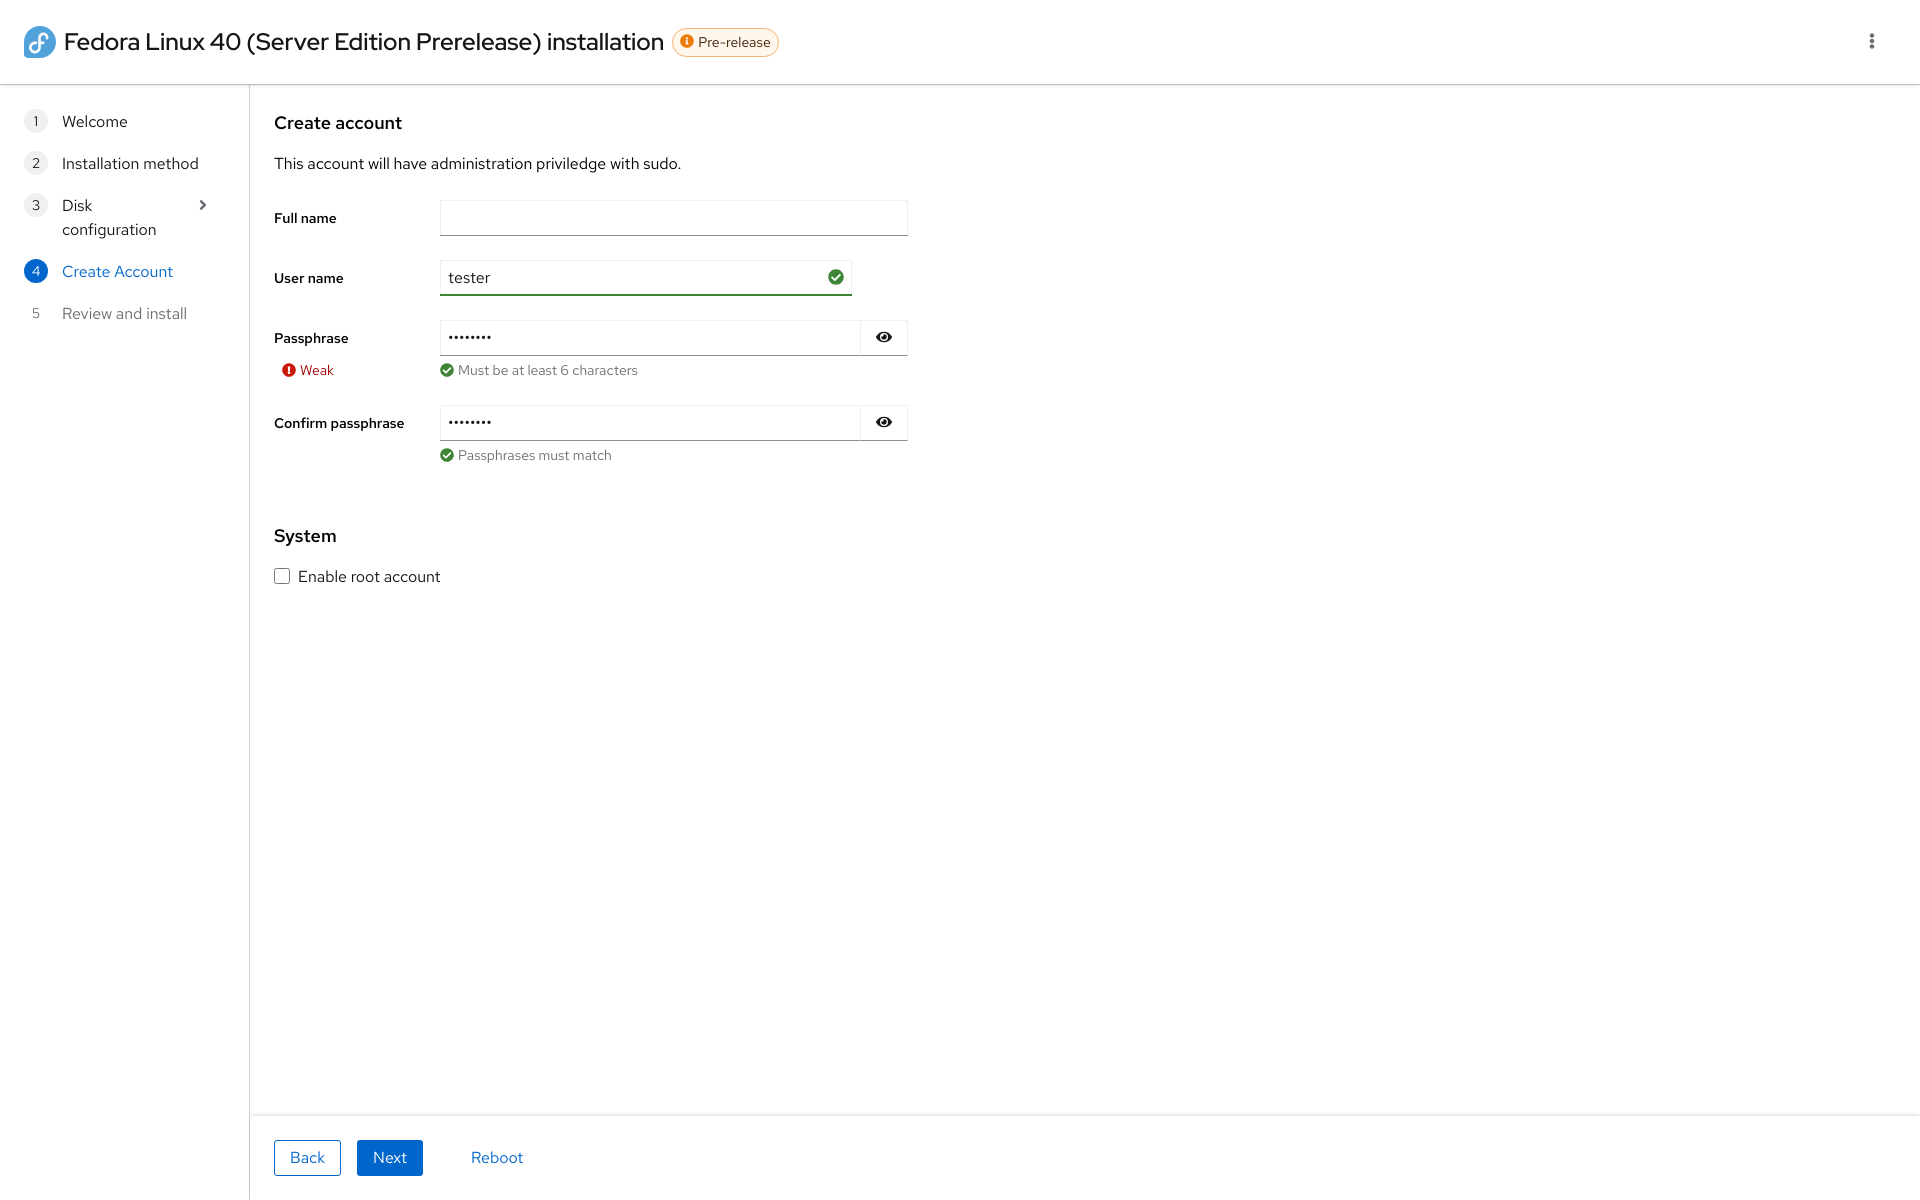 Fedora Linux 40 (Server Edition Prerelease) installation
Pre-release
1 Welcome
2 Installation method
3 Disk
configuration
4 Create Account
5 Review and install
Create account
This account will have administration priviledge with sudo.
Full name
User name
tester
Passphrase
••••••••
Weak
Must be at least 6 characters
Confirm passphrase
••••••••
Passphrases must match
System
Enable root account
Back
Next
Reboot